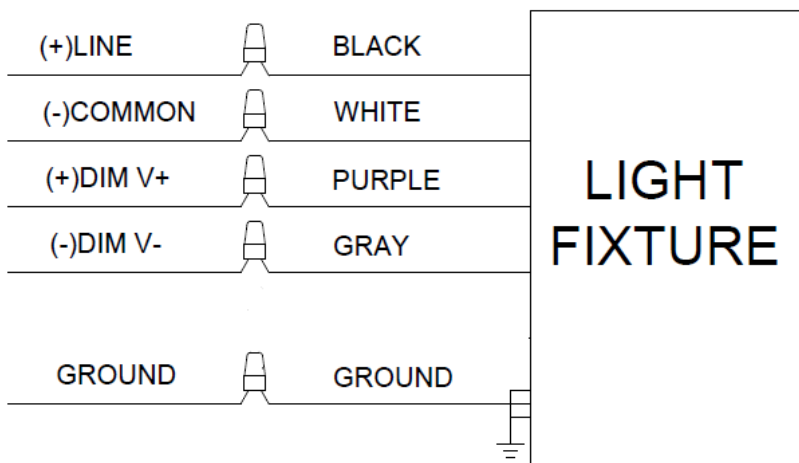 (+)LINE BLACK
(-)COMMON WHITE
(+)DIM V+ PURPLE
(-)DIM V- GRAY
GROUND GROUND
LIGHT
FIXTURE